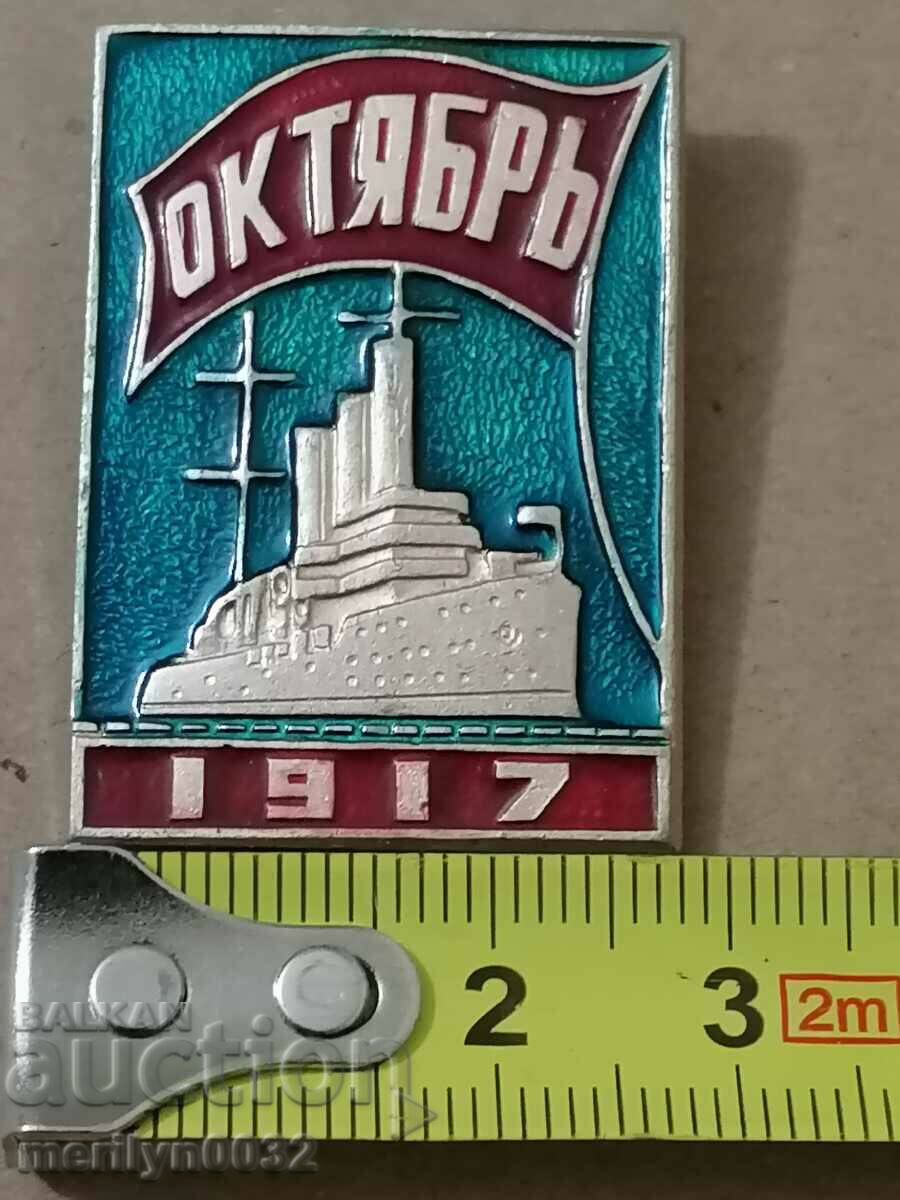 ОКТЯБРЬ
1917
2 3 2m
BALKAN
auction
merilyn0032